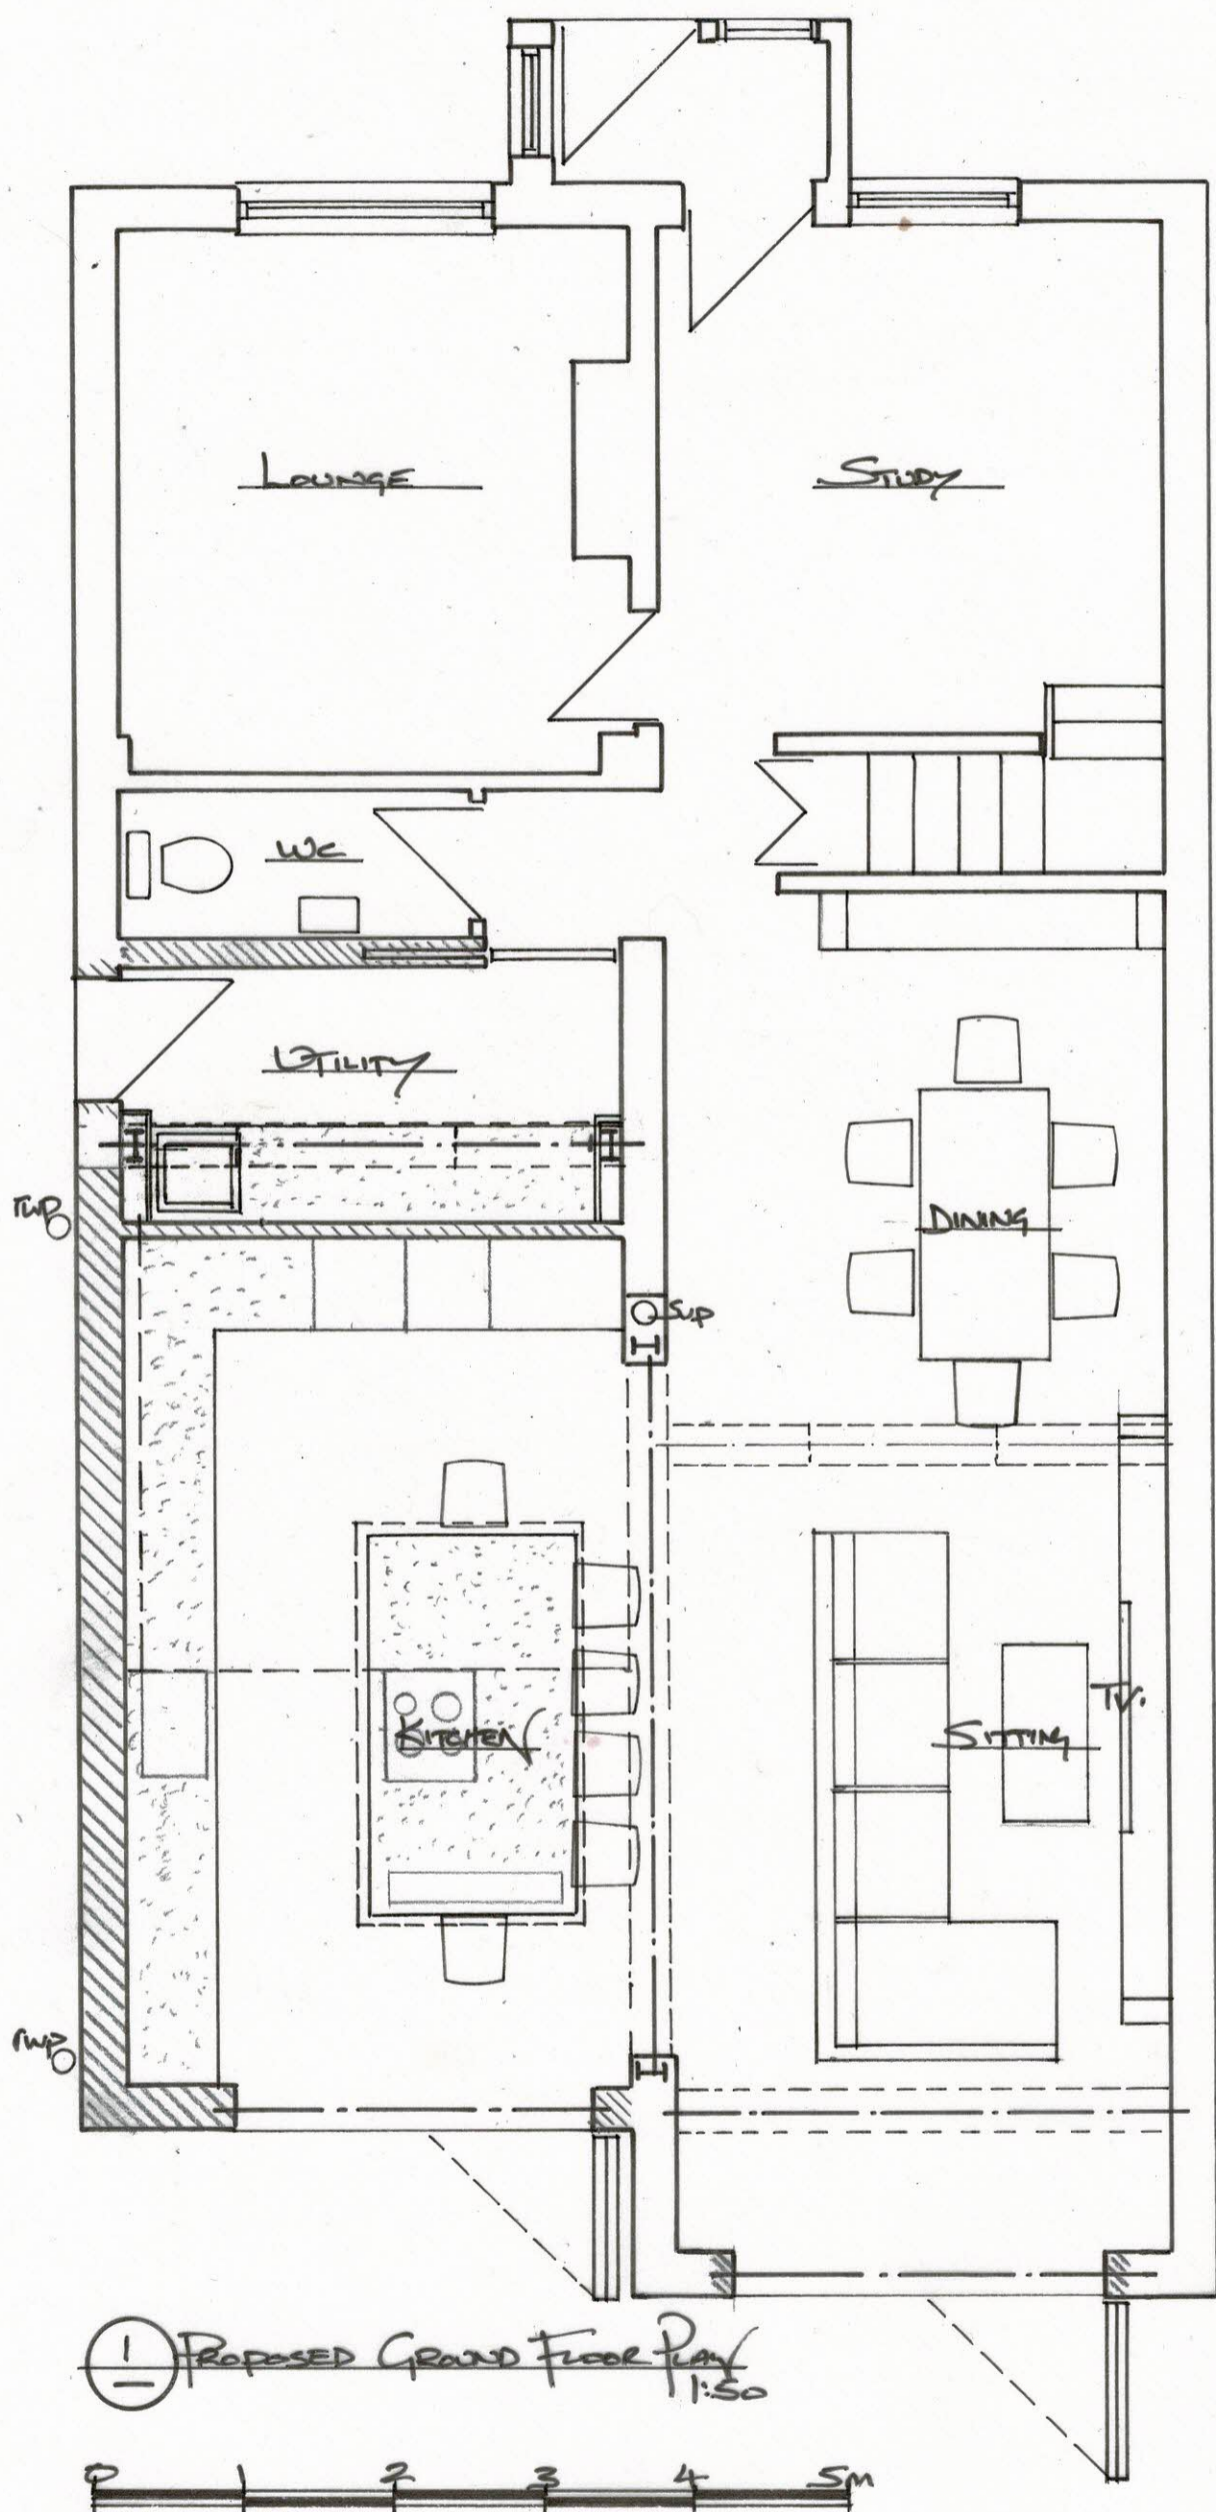 Lounge
Study
WC
Utility
rwp
Dining
svp
Kitchen
Sitting
TV.
rwp
1
Proposed Ground Floor Plan
1:50
0 1 2 3 4 5m